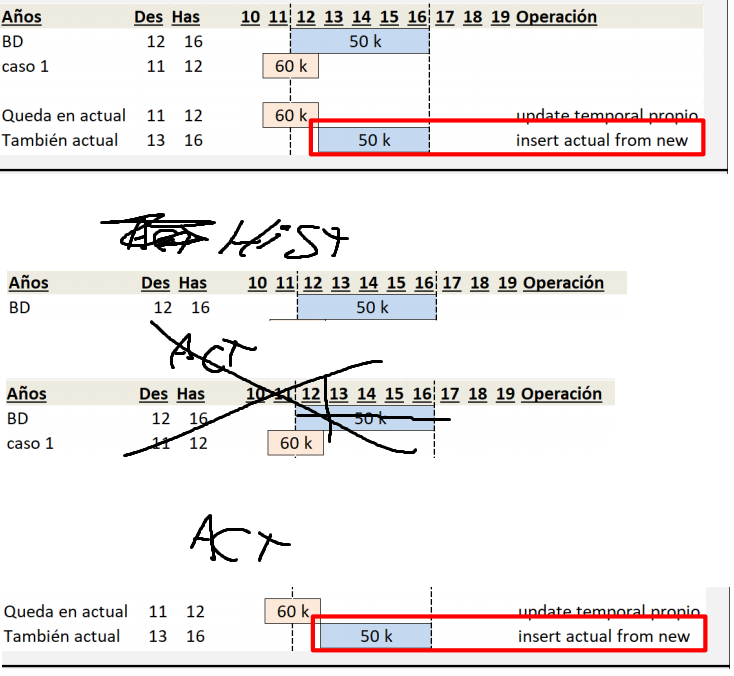 Años Des Has 10 11 12 13 14 15 16 17 18 19 Operación
BD 12 16 50 k
caso 1 11 12 60 k
Queda en actual 11 12 60 k update temporal propio
También actual 13 16 50 k insert actual from new
HiST
Años Des Has 10 11 12 13 14 15 16 17 18 19 Operación
BD 12 16 50 k
ACT
Años Des Has 10 11 12 13 14 15 16 17 18 19 Operación
BD 12 16 50 k
caso 1 11 12 60 k
ACT
Queda en actual 11 12 60 k update temporal propio
También actual 13 16 50 k insert actual from new